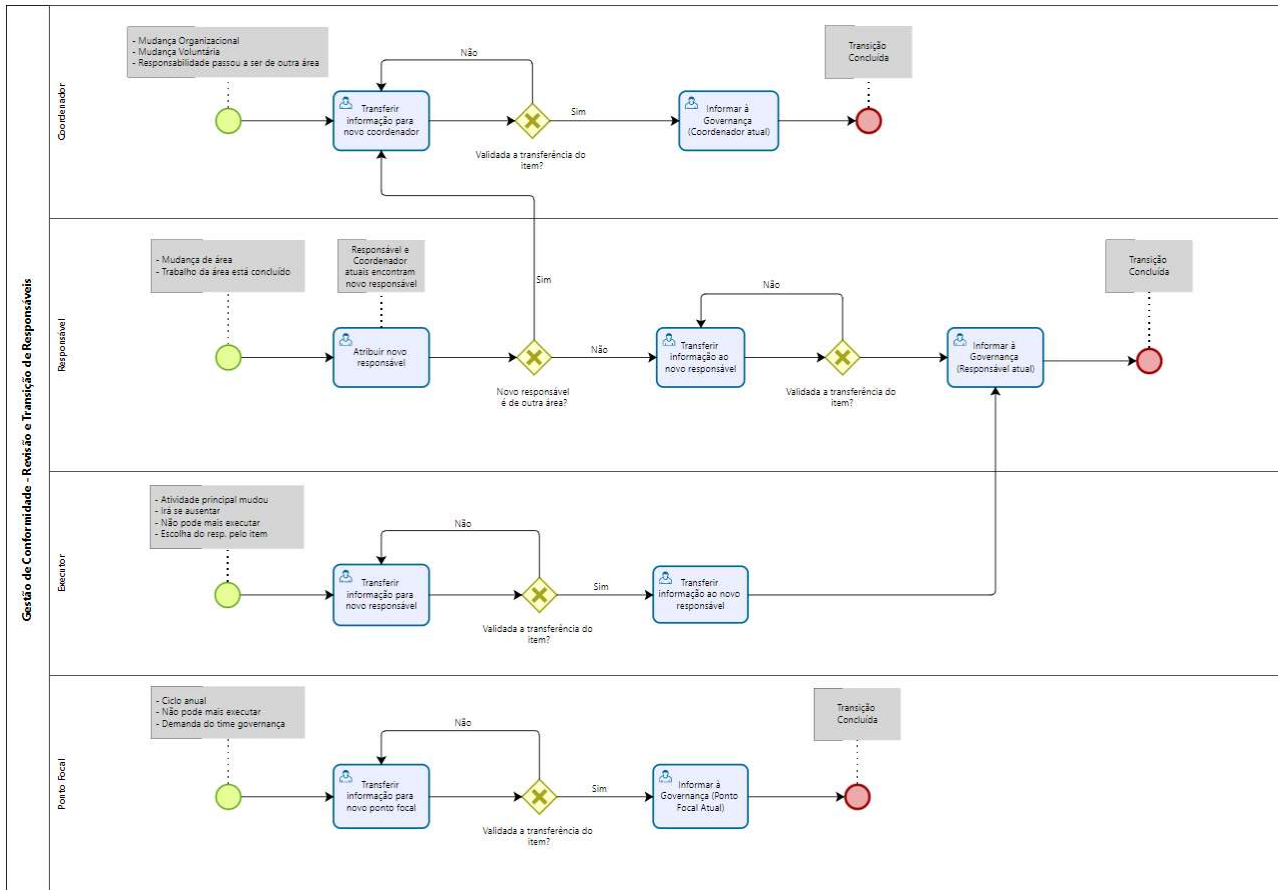 Gestão de Conformidade - Revisão e Transição de Responsáveis
Coordenador
- Mudança Organizacional
- Mudança Voluntária
- Responsabilidade passou a ser de outra área
Transferir
informação para
novo coordenador
Não
Validada a transferência do
item?
Sim
Informar à
Governança
(Coordenador atual)
Transição
Concluída
Responsável
- Mudança de área
- Trabalho da área está concluído
Responsável e
Coordenador
atuais encontram
novo responsável
Atribuir novo
responsável
Sim
Novo responsável
é de outra área?
Não
Transferir
informação ao
novo responsável
Não
Validada a transferência do
item?
Informar à
Governança
(Responsável atual)
Transição
Concluída
Executor
- Atividade principal mudou
- Irá se ausentar
- Não pode mais executar
- Escolha do resp. pelo item
Transferir
informação para
novo responsável
Não
Validada a transferência do
item?
Sim
Transferir
informação ao novo
responsável
Ponto Focal
- Ciclo anual
- Não pode mais executar
- Demanda do time governança
Transferir
informação para
novo ponto focal
Não
Validada a transferência do
item?
Sim
Informar à
Governança (Ponto
Focal Atual)
Transição
Concluída